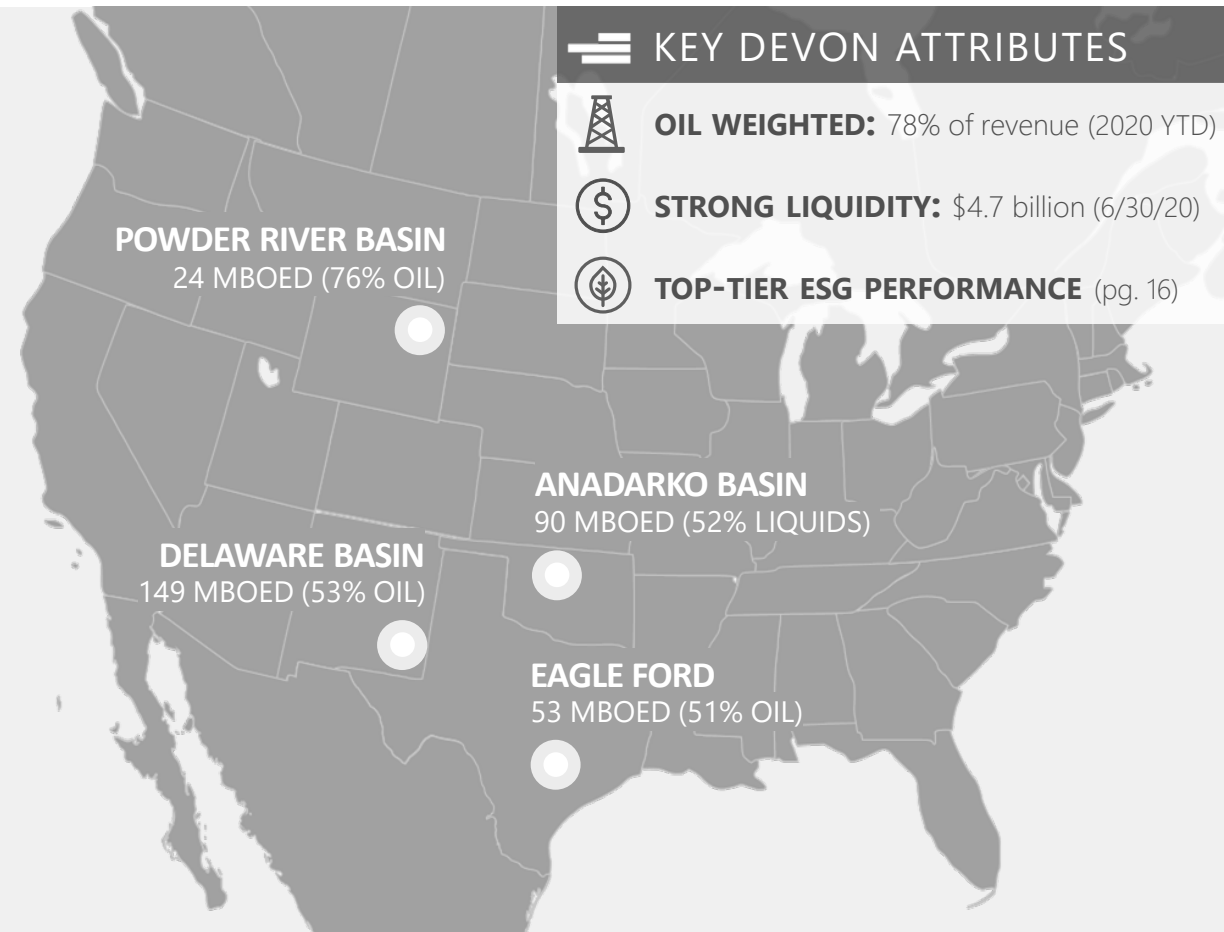 KEY DEVON ATTRIBUTES
OIL WEIGHTED: 78% of revenue (2020 YTD)
STRONG LIQUIDITY: $4.7 billion (6/30/20)
TOP-TIER ESG PERFORMANCE (pg. 16)
POWDER RIVER BASIN
24 MBOED (76% OIL)
ANADARKO BASIN
90 MBOED (52% LIQUIDS)
DELAWARE BASIN
149 MBOED (53% OIL)
EAGLE FORD
53 MBOED (51% OIL)